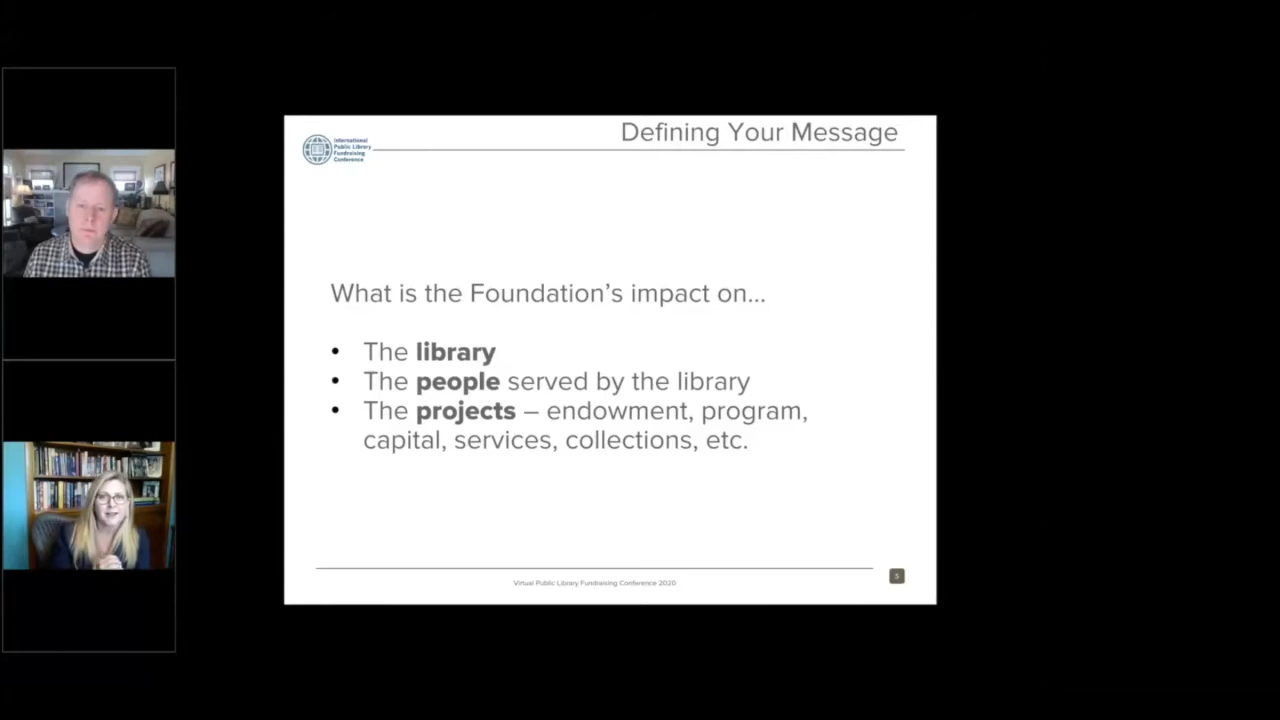 International
Public Library
Fundraising
Conference
Defining Your Message
What is the Foundation's impact on...
• The library
• The people served by the library
• The projects – endowment, program,
capital, services, collections, etc.
Virtual Public Library Fundraising Conference 2020
5